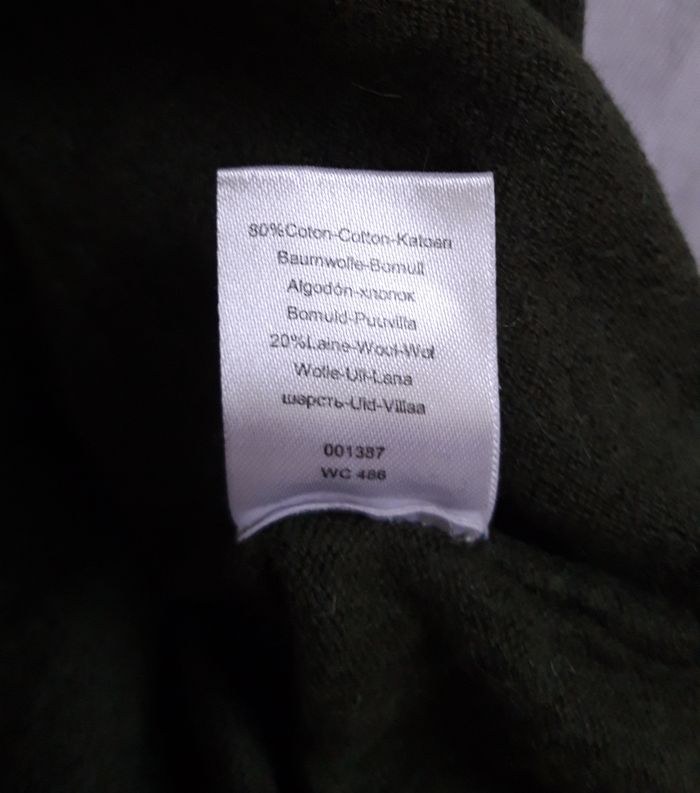 80%Coton-Cotton-Katoen
Baumwolle-Bomull
Algodón-хлопок
Bomuld-Puuvilla
20%Laine-Wool-Wol
Wolle-Ull-Lana
шерсть-Uld-Villaa
001387
WC 486